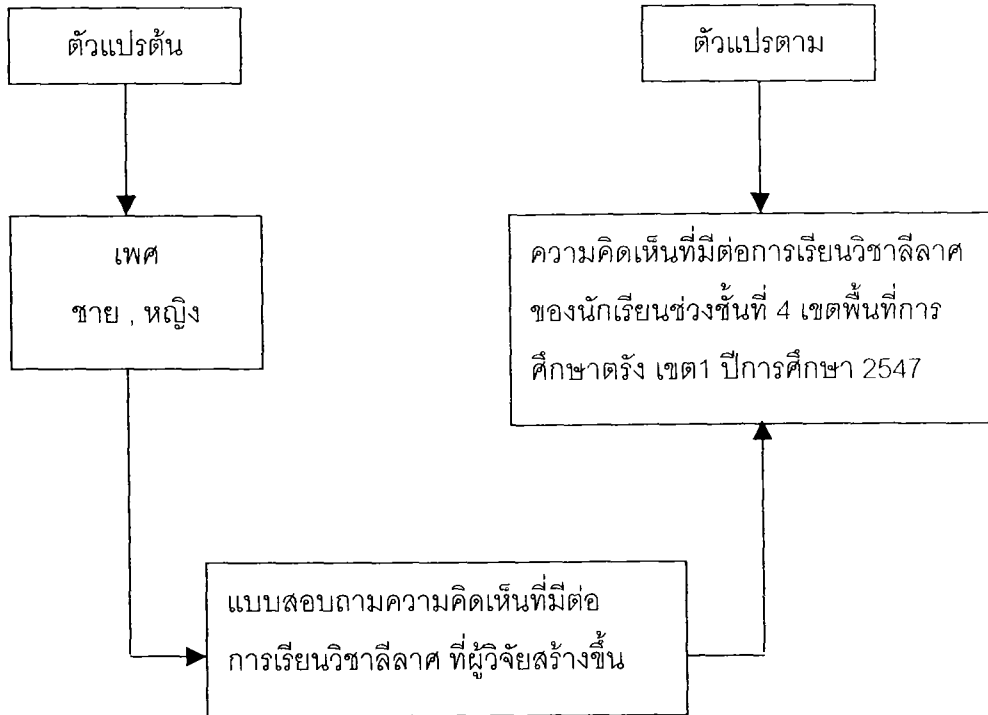 ตัวแปรต้น
ตัวแปรตาม
เพศ
ชาย , หญิง
ความคิดเห็นที่มีต่อการเรียนวิชาลีลาศ
ของนักเรียนช่วงชั้นที่ 4 เขตพื้นที่การ
ศึกษาตรัง เขต1 ปีการศึกษา 2547
แบบสอบถามความคิดเห็นที่มีต่อ
การเรียนวิชาลีลาศ ที่ผู้วิจัยสร้างขึ้น